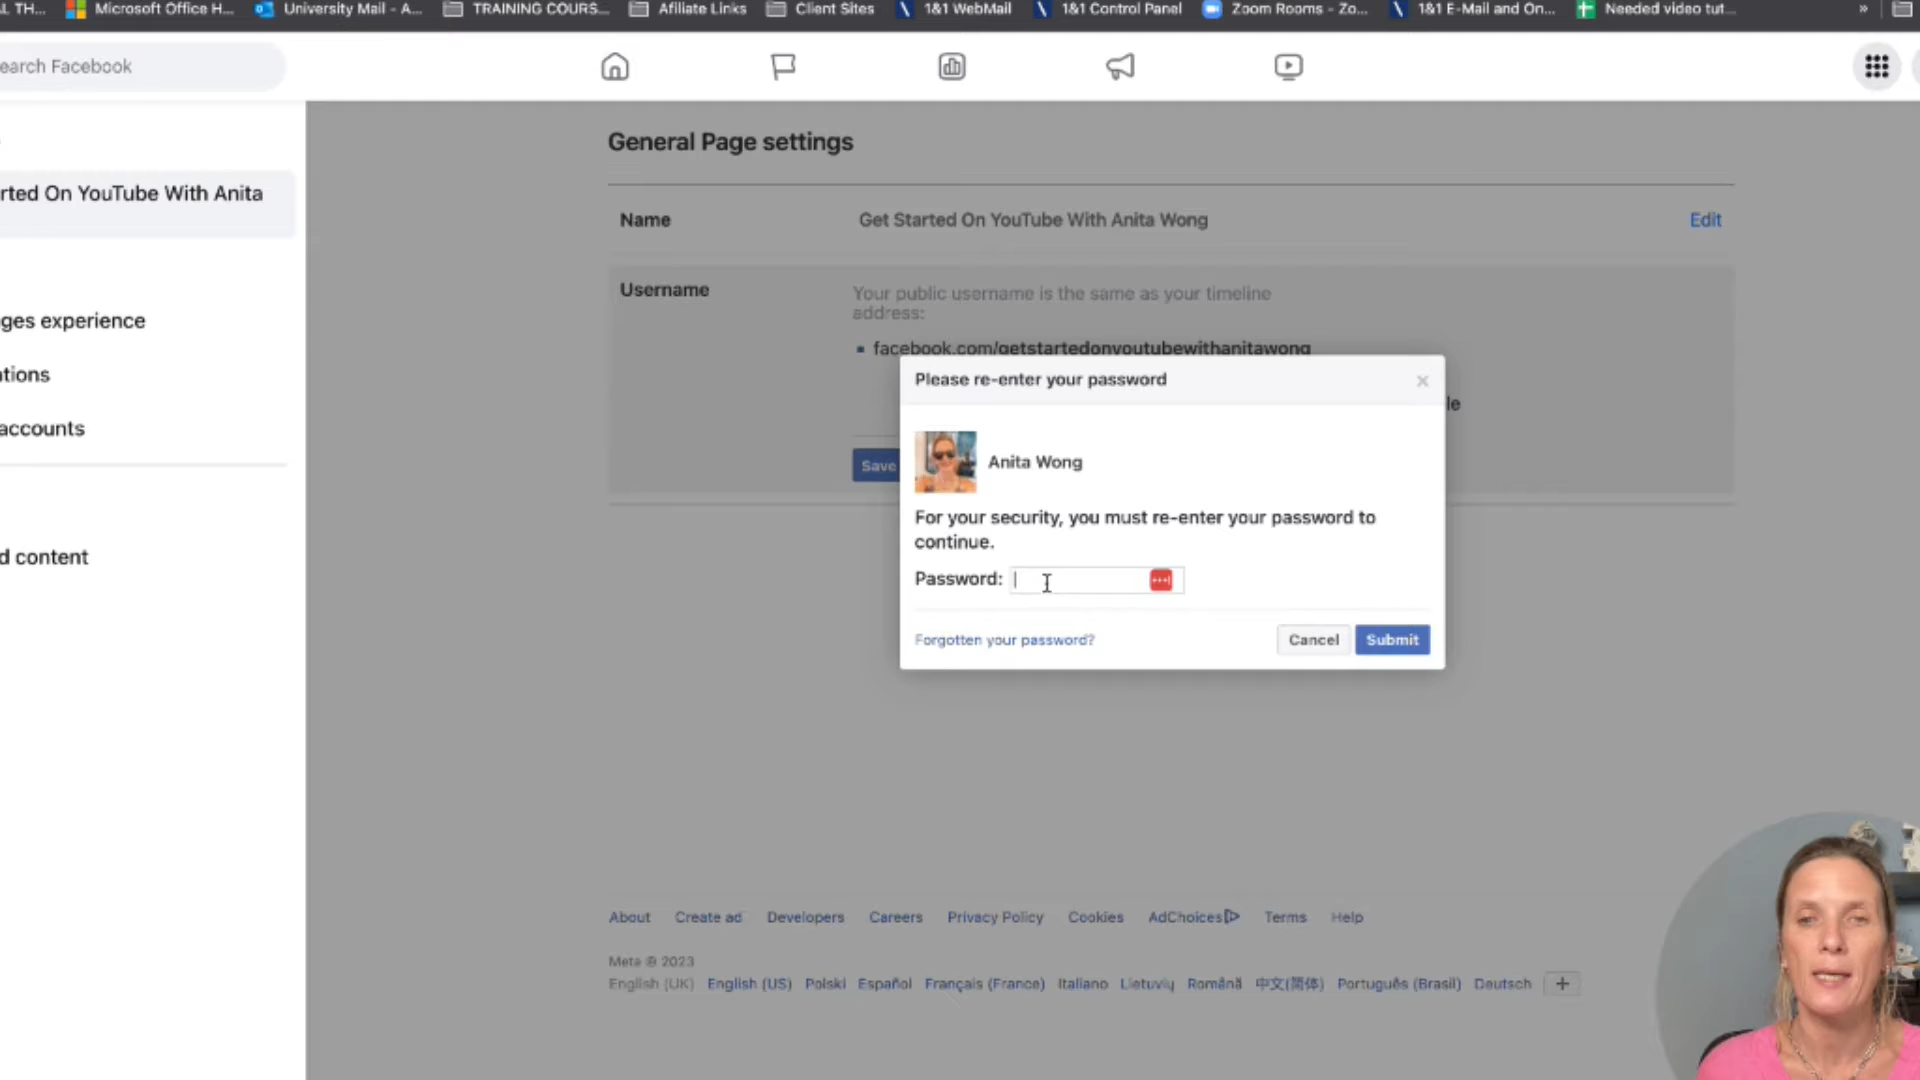 TH...
Microsoft Office H...
University Mail - A...
TRAINING COURS...
Afiliate Links
Client Sites
1&1 WebMail
1&1 Control Panel
Zoom Rooms - Zo...
1&1 E-Mail and On...
Needed video tut...
earch Facebook
General Page settings
rted On YouTube With Anita
Name
Get Started On YouTube With Anita Wong
Edit
Username
Your public username is the same as your timeline
address:
ges experience
facebook.com/getstartedonyoutubewithanitawong
tions
Please re-enter your password
le
accounts
Save
Anita Wong
For your security, you must re-enter your password to
continue.
d content
Password:
Forgotten your password?
Cancel
Submit
About Create ad Developers Careers Privacy Policy Cookies AdChoices Terms Help
Meta © 2023
English (UK) English (US) Polski Español Français (France) Italiano Lietuvių Română 中文(简体) Português (Brasil) Deutsch